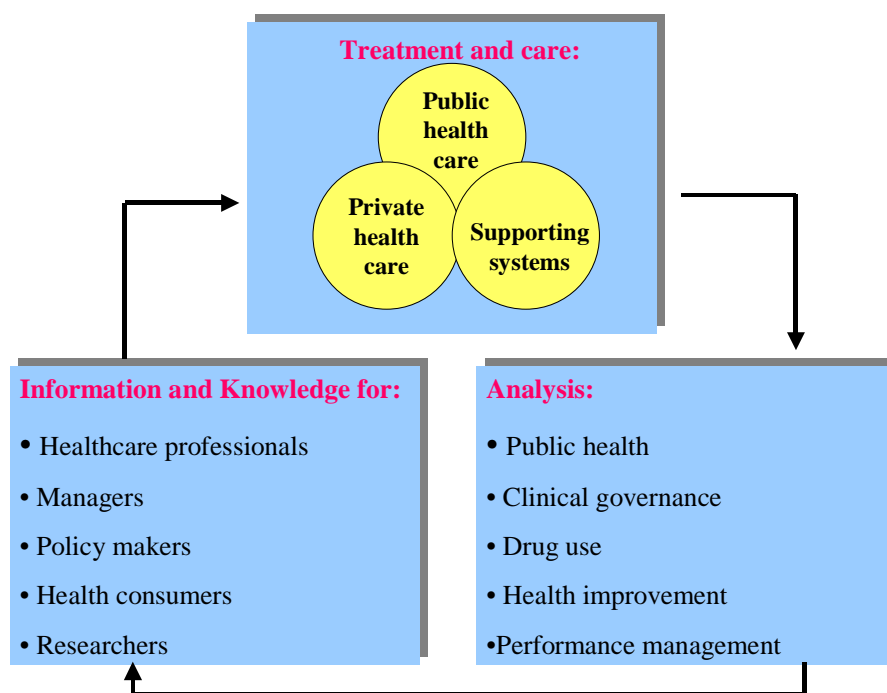 Treatment and care:
Public
health
care
Private
health
care
Supporting
systems
Information and Knowledge for:
• Healthcare professionals
• Managers
• Policy makers
• Health consumers
• Researchers
Analysis:
• Public health
• Clinical governance
• Drug use
• Health improvement
•Performance management